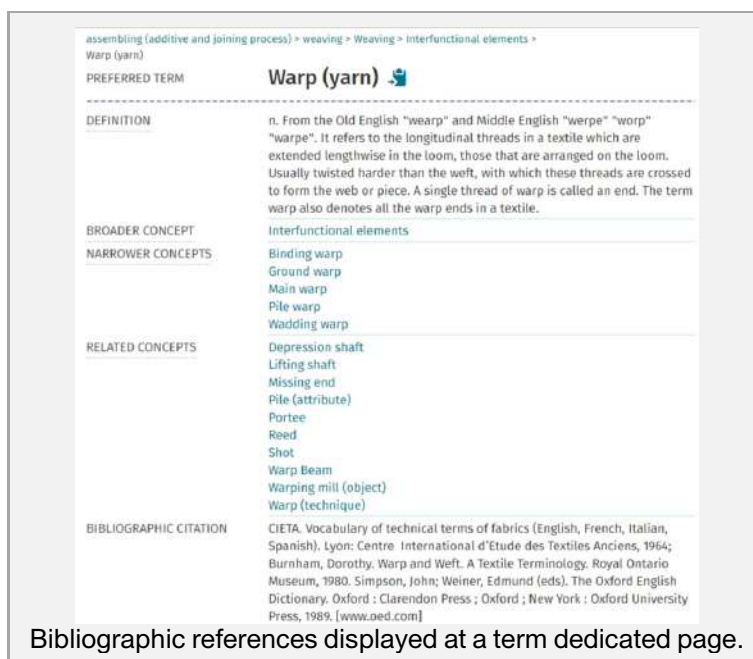 assembling (additive and joining process) > weaving > Weaving > Interfunctional elements >
Warp (yarn)
PREFERRED TERM Warp (yarn)
DEFINITION n. From the Old English "wearp" and Middle English "werpe" "worp"
"warpe". It refers to the longitudinal threads in a textile which are
extended lengthwise in the loom, those that are arranged on the loom.
Usually twisted harder than the weft, with which these threads are crossed
to form the web or piece. A single thread of warp is called an end. The term
warp also denotes all the warp ends in a textile.
BROADER CONCEPT Interfunctional elements
NARROWER CONCEPTS Binding warp
Ground warp
Main warp
Pile warp
Wadding warp
RELATED CONCEPTS Depression shaft
Lifting shaft
Missing end
Pile (attribute)
Portee
Reed
Shot
Warp Beam
Warping mill (object)
Warp (technique)
BIBLIOGRAPHIC CITATION CIETA. Vocabulary of technical terms of fabrics (English, French, Italian,
Spanish). Lyon: Centre International d'Etude des Textiles Anciens, 1964;
Burnham, Dorothy. Warp and Weft. A Textile Terminology. Royal Ontario
Museum, 1980. Simpson, John; Weiner, Edmund (eds). The Oxford English
Dictionary. Oxford : Clarendon Press ; Oxford ; New York : Oxford University
Press, 1989. [www.oed.com]
Bibliographic references displayed at a term dedicated page.